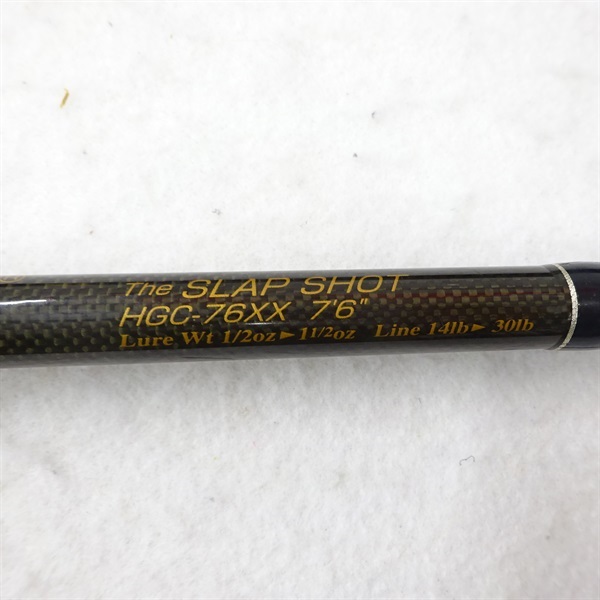 The SLAP SHOT
HGC-76XX 7'6"
Lure Wt 1/2oz►1 1/2oz Line 14lb► 30lb